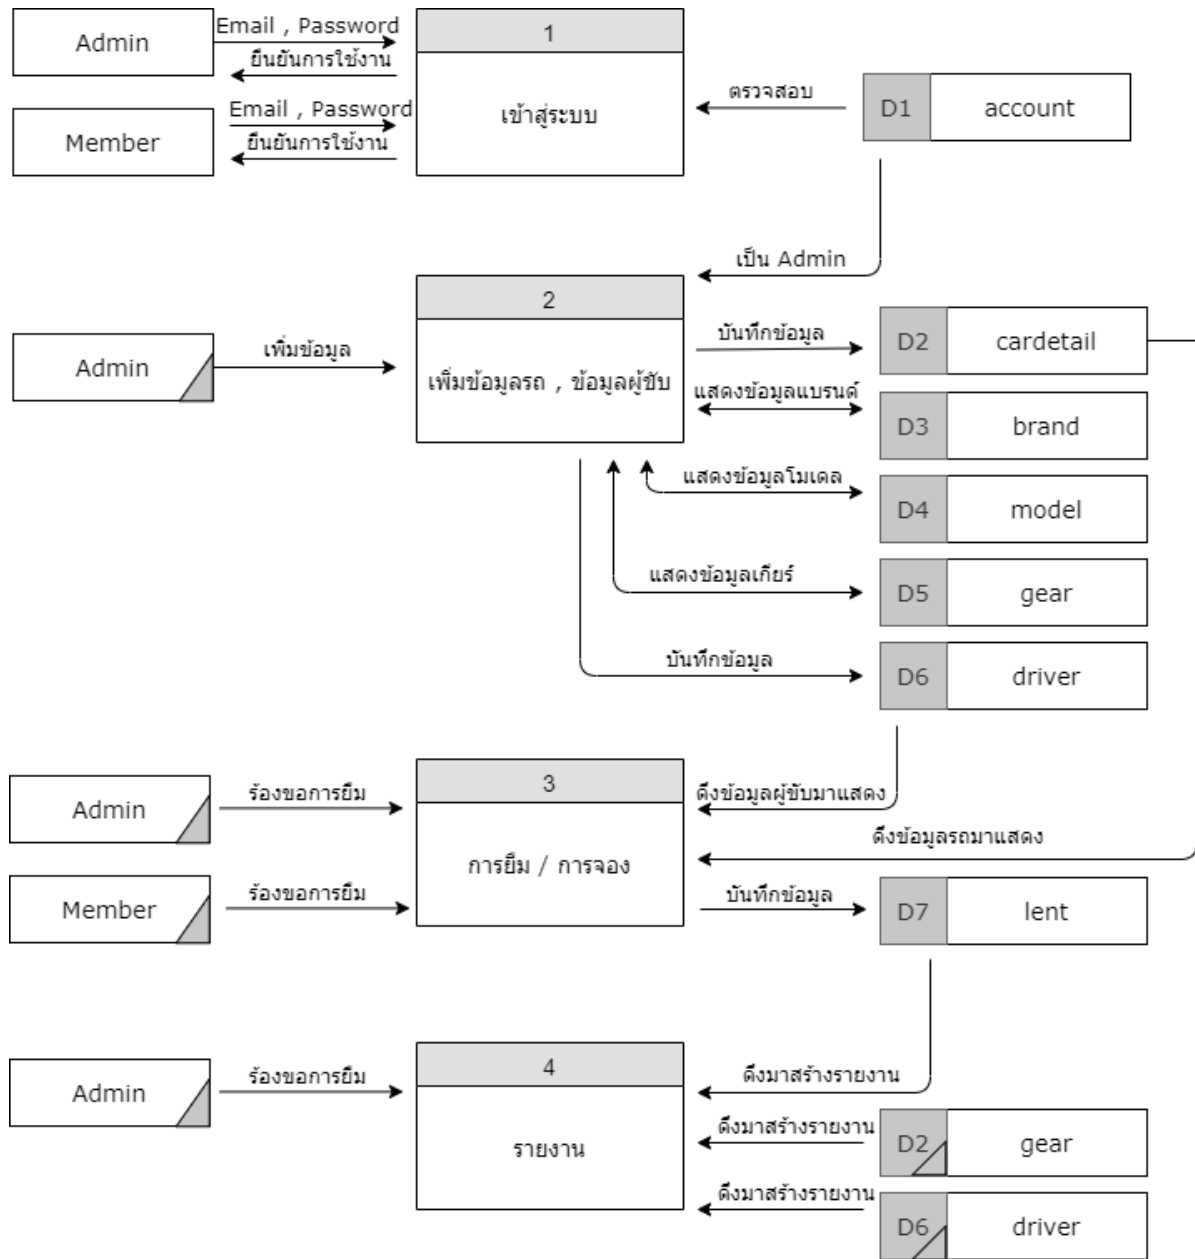 Admin
Email , Password
ยืนยันการใช้งาน
1
เข้าสู่ระบบ
Member
Email , Password
ยืนยันการใช้งาน
ตรวจสอบ
D1
account
เป็น Admin
2
เพิ่มข้อมูลรถ , ข้อมูลผู้ขับ
Admin
เพิ่มข้อมูล
บันทึกข้อมูล
D2
cardetail
แสดงข้อมูลแบรนด์
D3
brand
แสดงข้อมูลโมเดล
D4
model
แสดงข้อมูลเกียร์
D5
gear
บันทึกข้อมูล
D6
driver
Admin
ร้องขอการยืม
3
การยืม / การจอง
ดึงข้อมูลผู้ขับมาแสดง
ดึงข้อมูลรถมาแสดง
Member
ร้องขอการยืม
บันทึกข้อมูล
D7
lent
Admin
ร้องขอการยืม
4
รายงาน
ดึงมาสร้างรายงาน
ดึงมาสร้างรายงาน
D2
gear
ดึงมาสร้างรายงาน
D6
driver